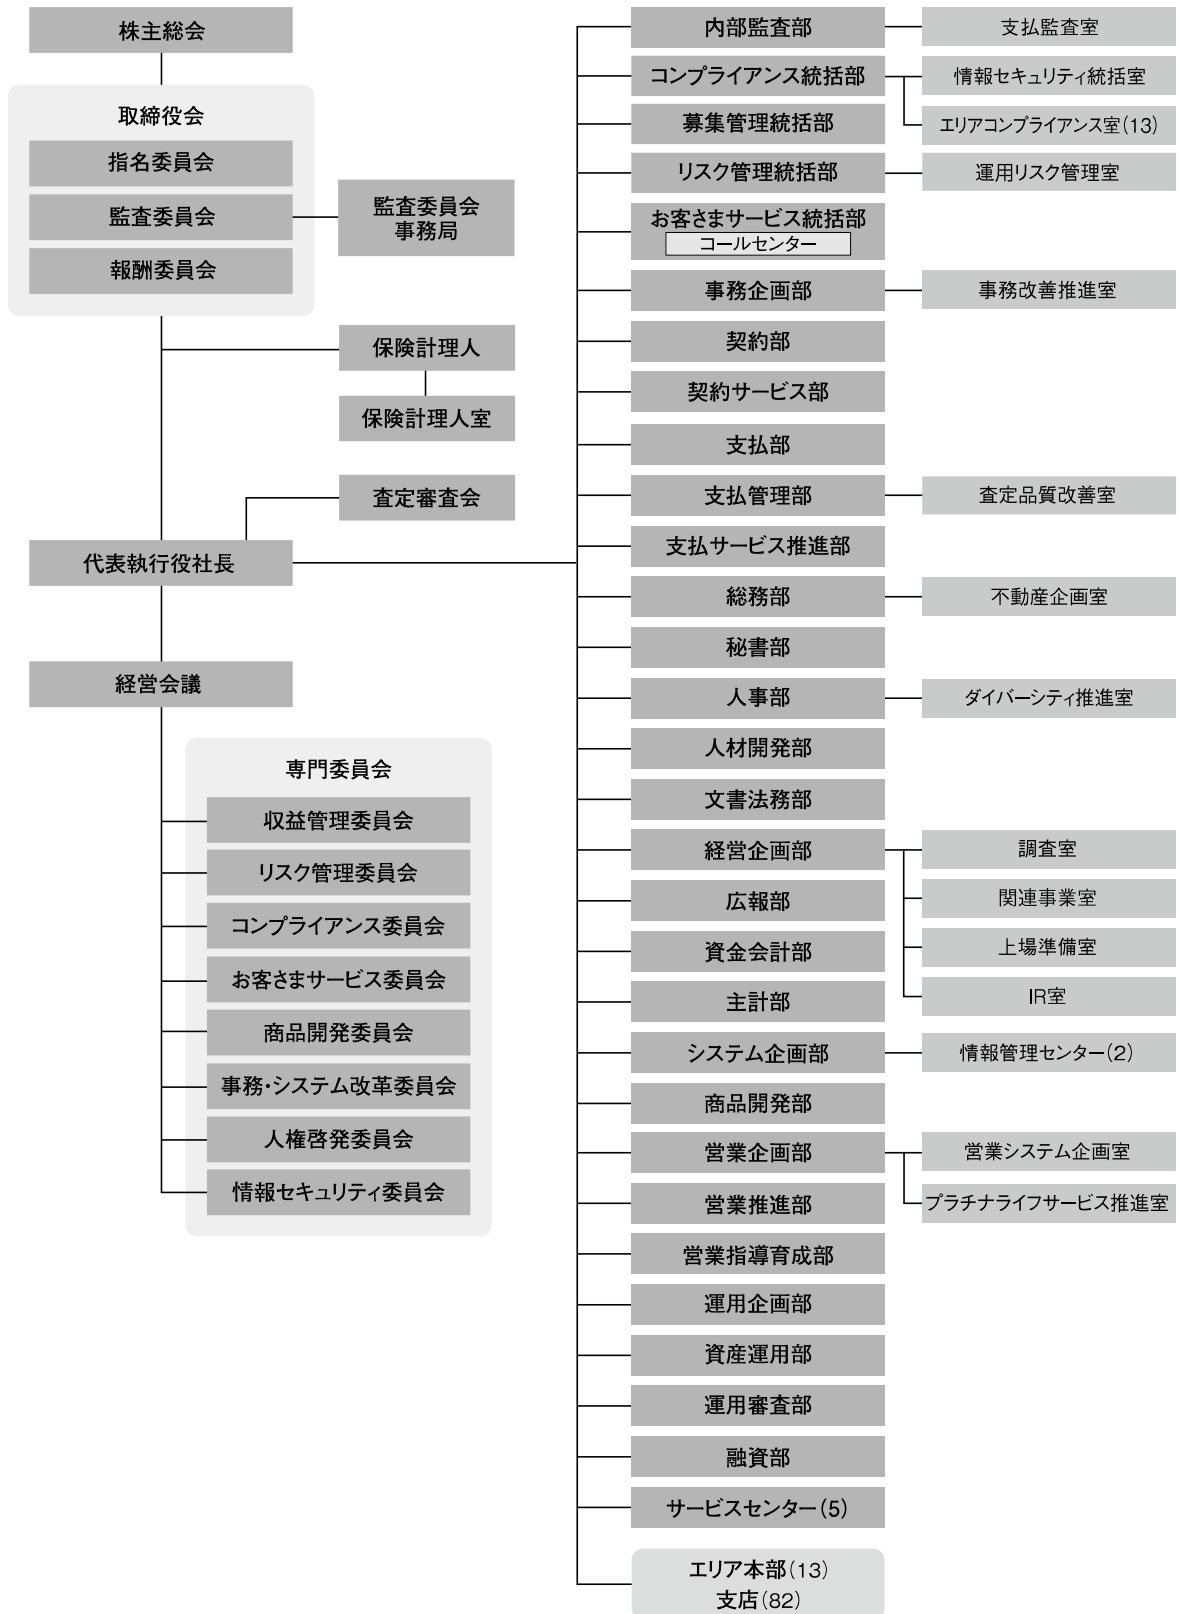 株主総会
取締役会
指名委員会
監査委員会
報酬委員会
監査委員会
事務局
保険計理人
保険計理人室
査定審査会
代表執行役社長
経営会議
専門委員会
収益管理委員会
リスク管理委員会
コンプライアンス委員会
お客さまサービス委員会
商品開発委員会
事務・システム改革委員会
人権啓発委員会
情報セキュリティ委員会
内部監査部
支払監査室
コンプライアンス統括部
情報セキュリティ統括室
エリアコンプライアンス室(13)
募集管理統括部
リスク管理統括部
運用リスク管理室
お客さまサービス統括部
コールセンター
事務企画部
事務改善推進室
契約部
契約サービス部
支払部
支払管理部
査定品質改善室
支払サービス推進部
総務部
不動産企画室
秘書部
人事部
ダイバーシティ推進室
人材開発部
文書法務部
経営企画部
調査室
関連事業室
上場準備室
IR室
広報部
資金会計部
主計部
システム企画部
情報管理センター(2)
商品開発部
営業企画部
営業システム企画室
プラチナライフサービス推進室
営業推進部
営業指導育成部
運用企画部
資産運用部
運用審査部
融資部
サービスセンター(5)
エリア本部(13)
支店(82)